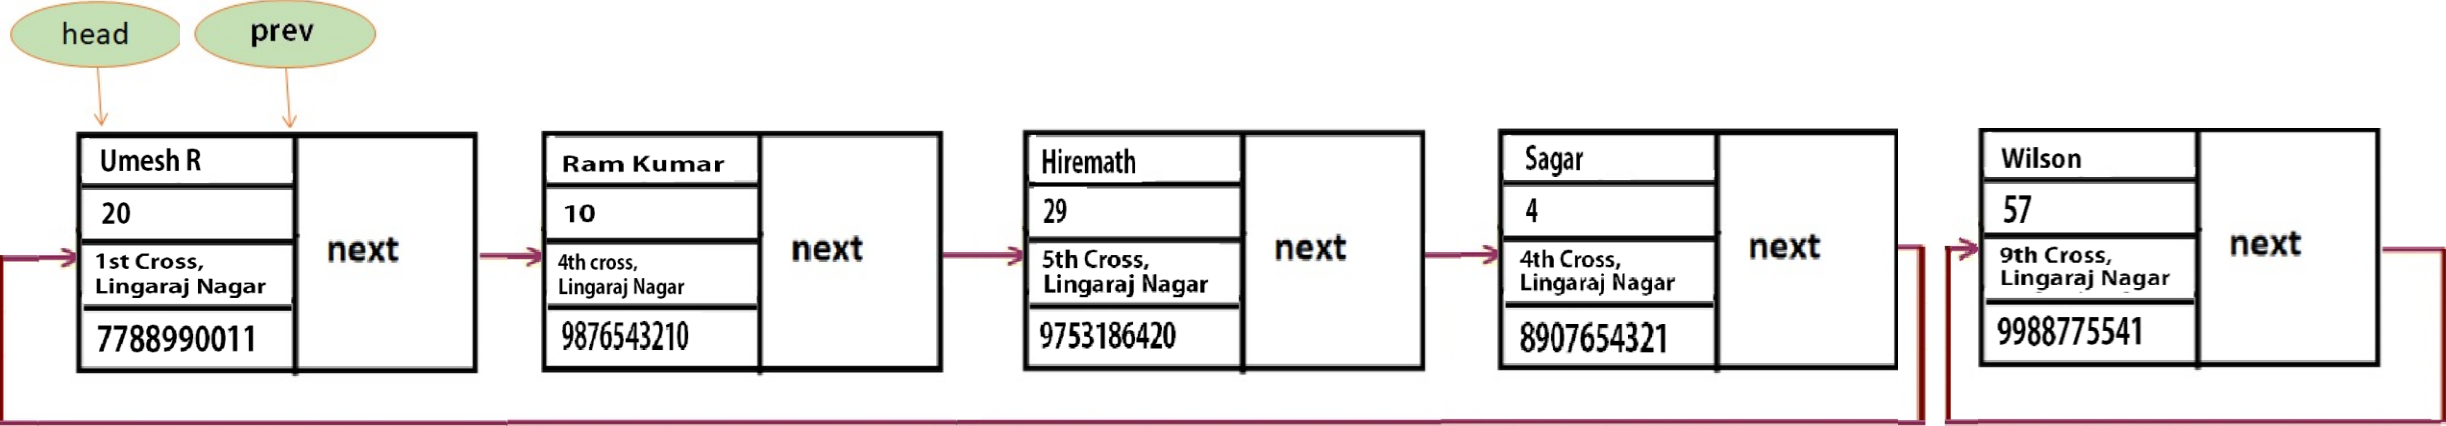 head
prev
Umesh R
20
1st Cross,
Lingaraj Nagar
7788990011
next
Ram Kumar
10
4th cross,
Lingaraj Nagar
9876543210
next
Hiremath
29
5th Cross,
Lingaraj Nagar
9753186420
next
Sagar
4
4th Cross,
Lingaraj Nagar
8907654321
next
Wilson
57
9th Cross,
Lingaraj Nagar
9988775541
next